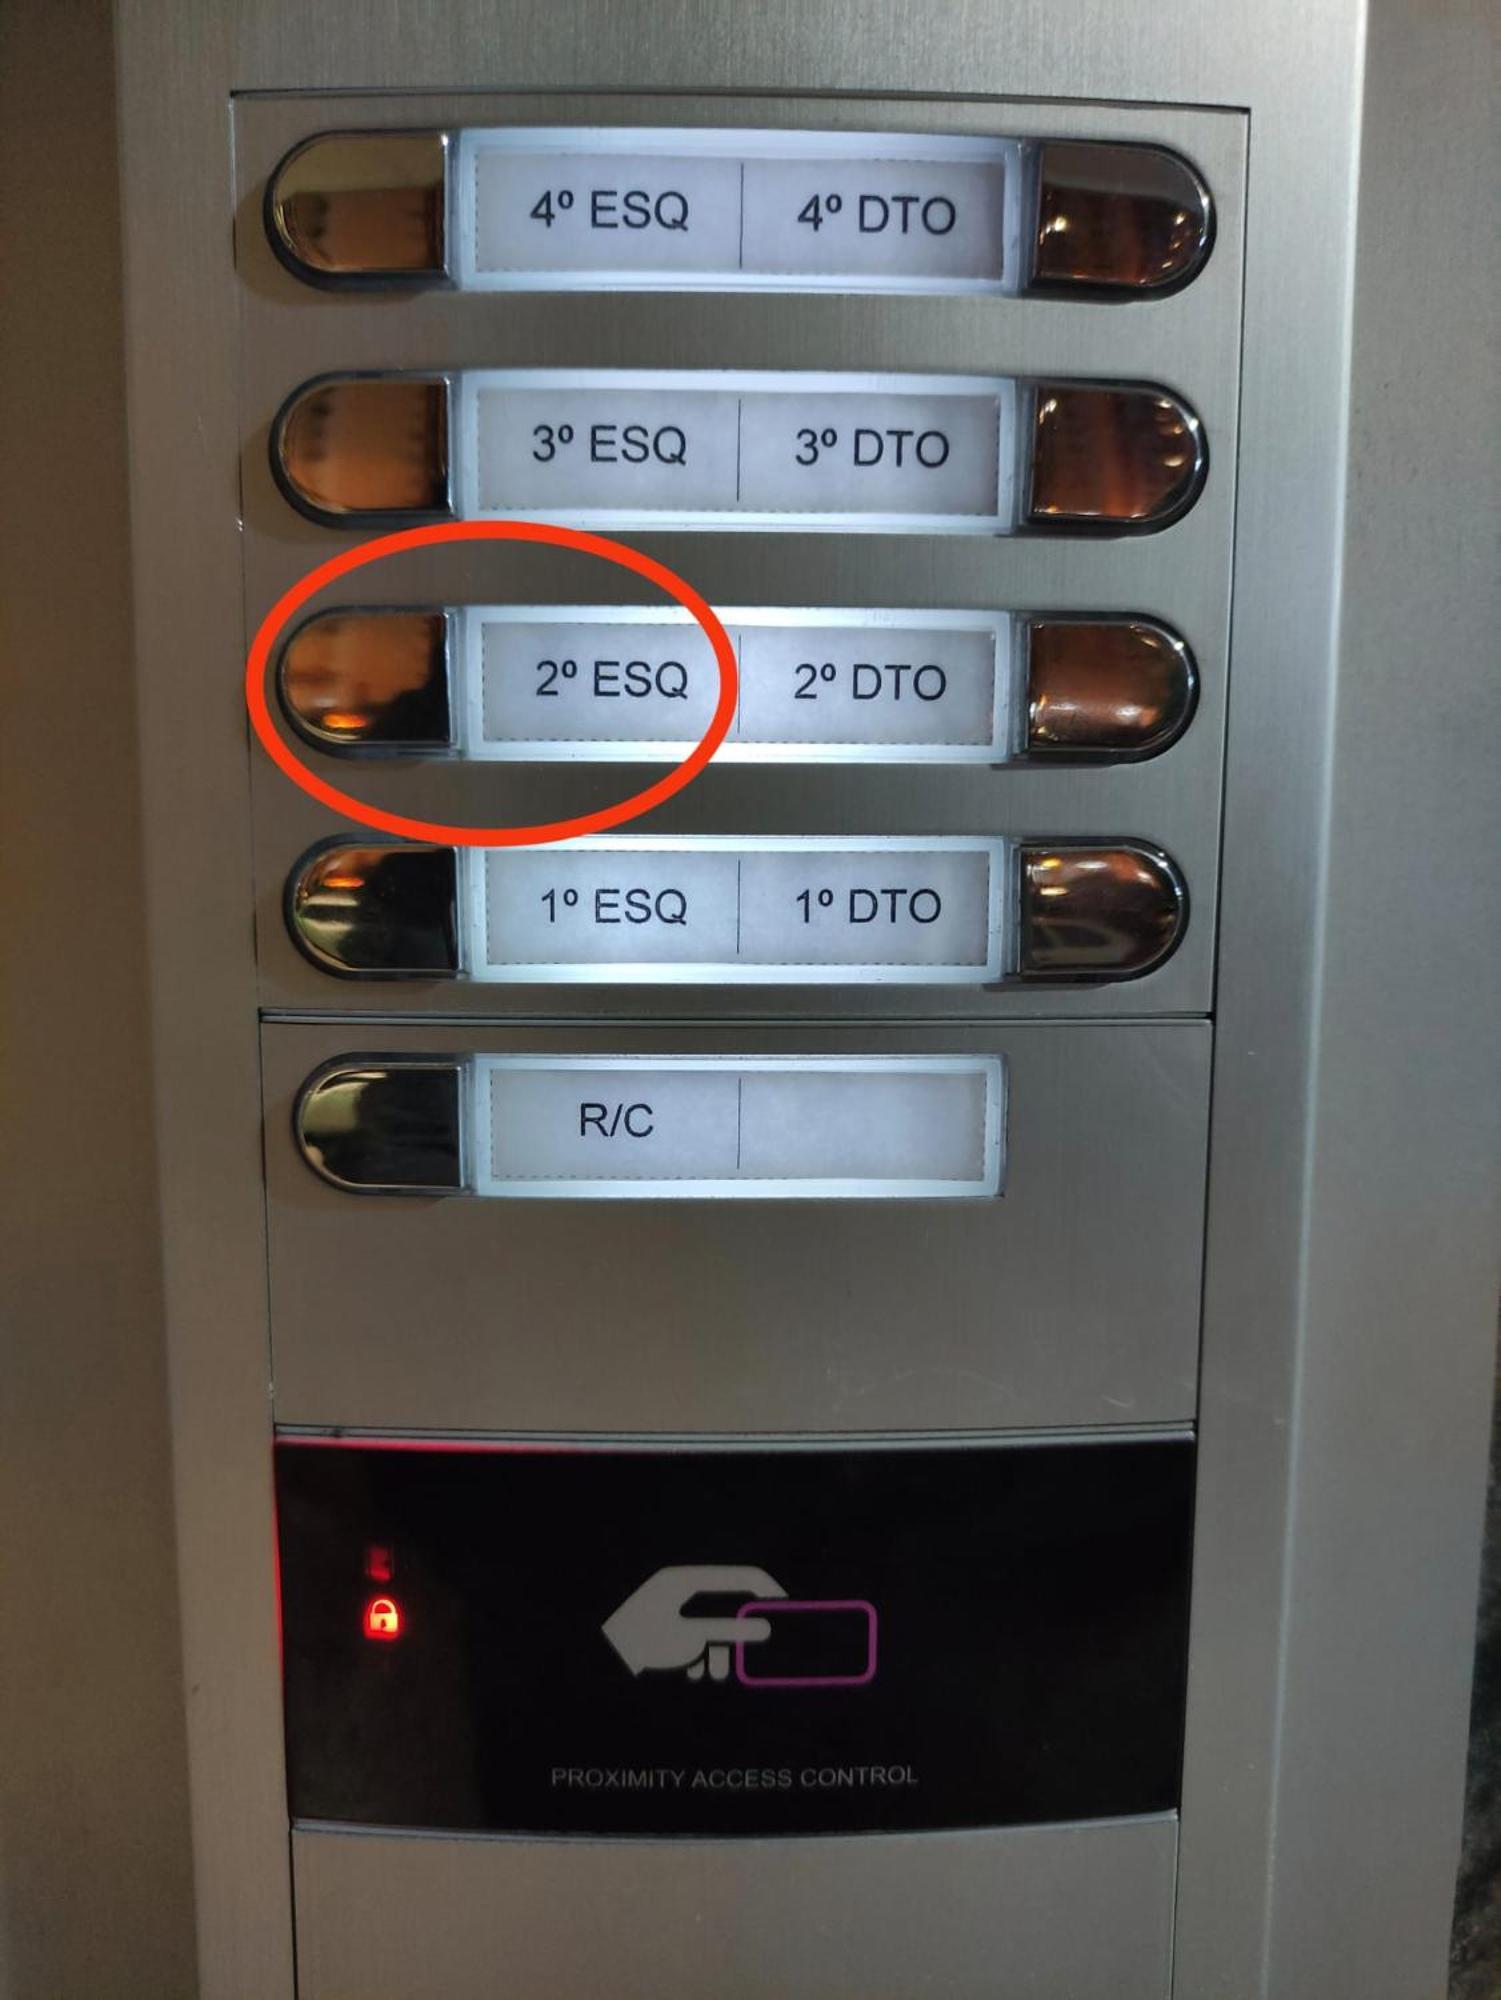 4º ESQ 4º DTO
3º ESQ 3º DTO
2º ESQ 2º DTO
1º ESQ 1º DTO
R/C
PROXIMITY ACCESS CONTROL